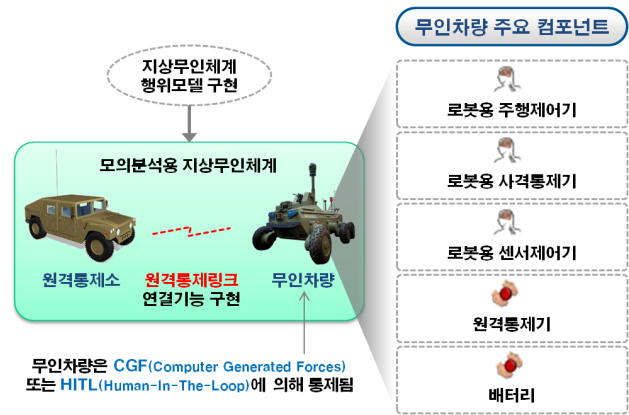 무인차량 주요 컴포넌트
지상무인체계
행위모델 구현
모의분석용 지상무인체계
원격통제소
원격통제링크
연결기능 구현
무인차량
무인차량은 CGF(Computer Generated Forces)
또는 HITL(Human-In-The-Loop)에 의해 통제됨
로봇용 주행제어기
로봇용 사격통제기
로봇용 센서제어기
원격통제기
배터리